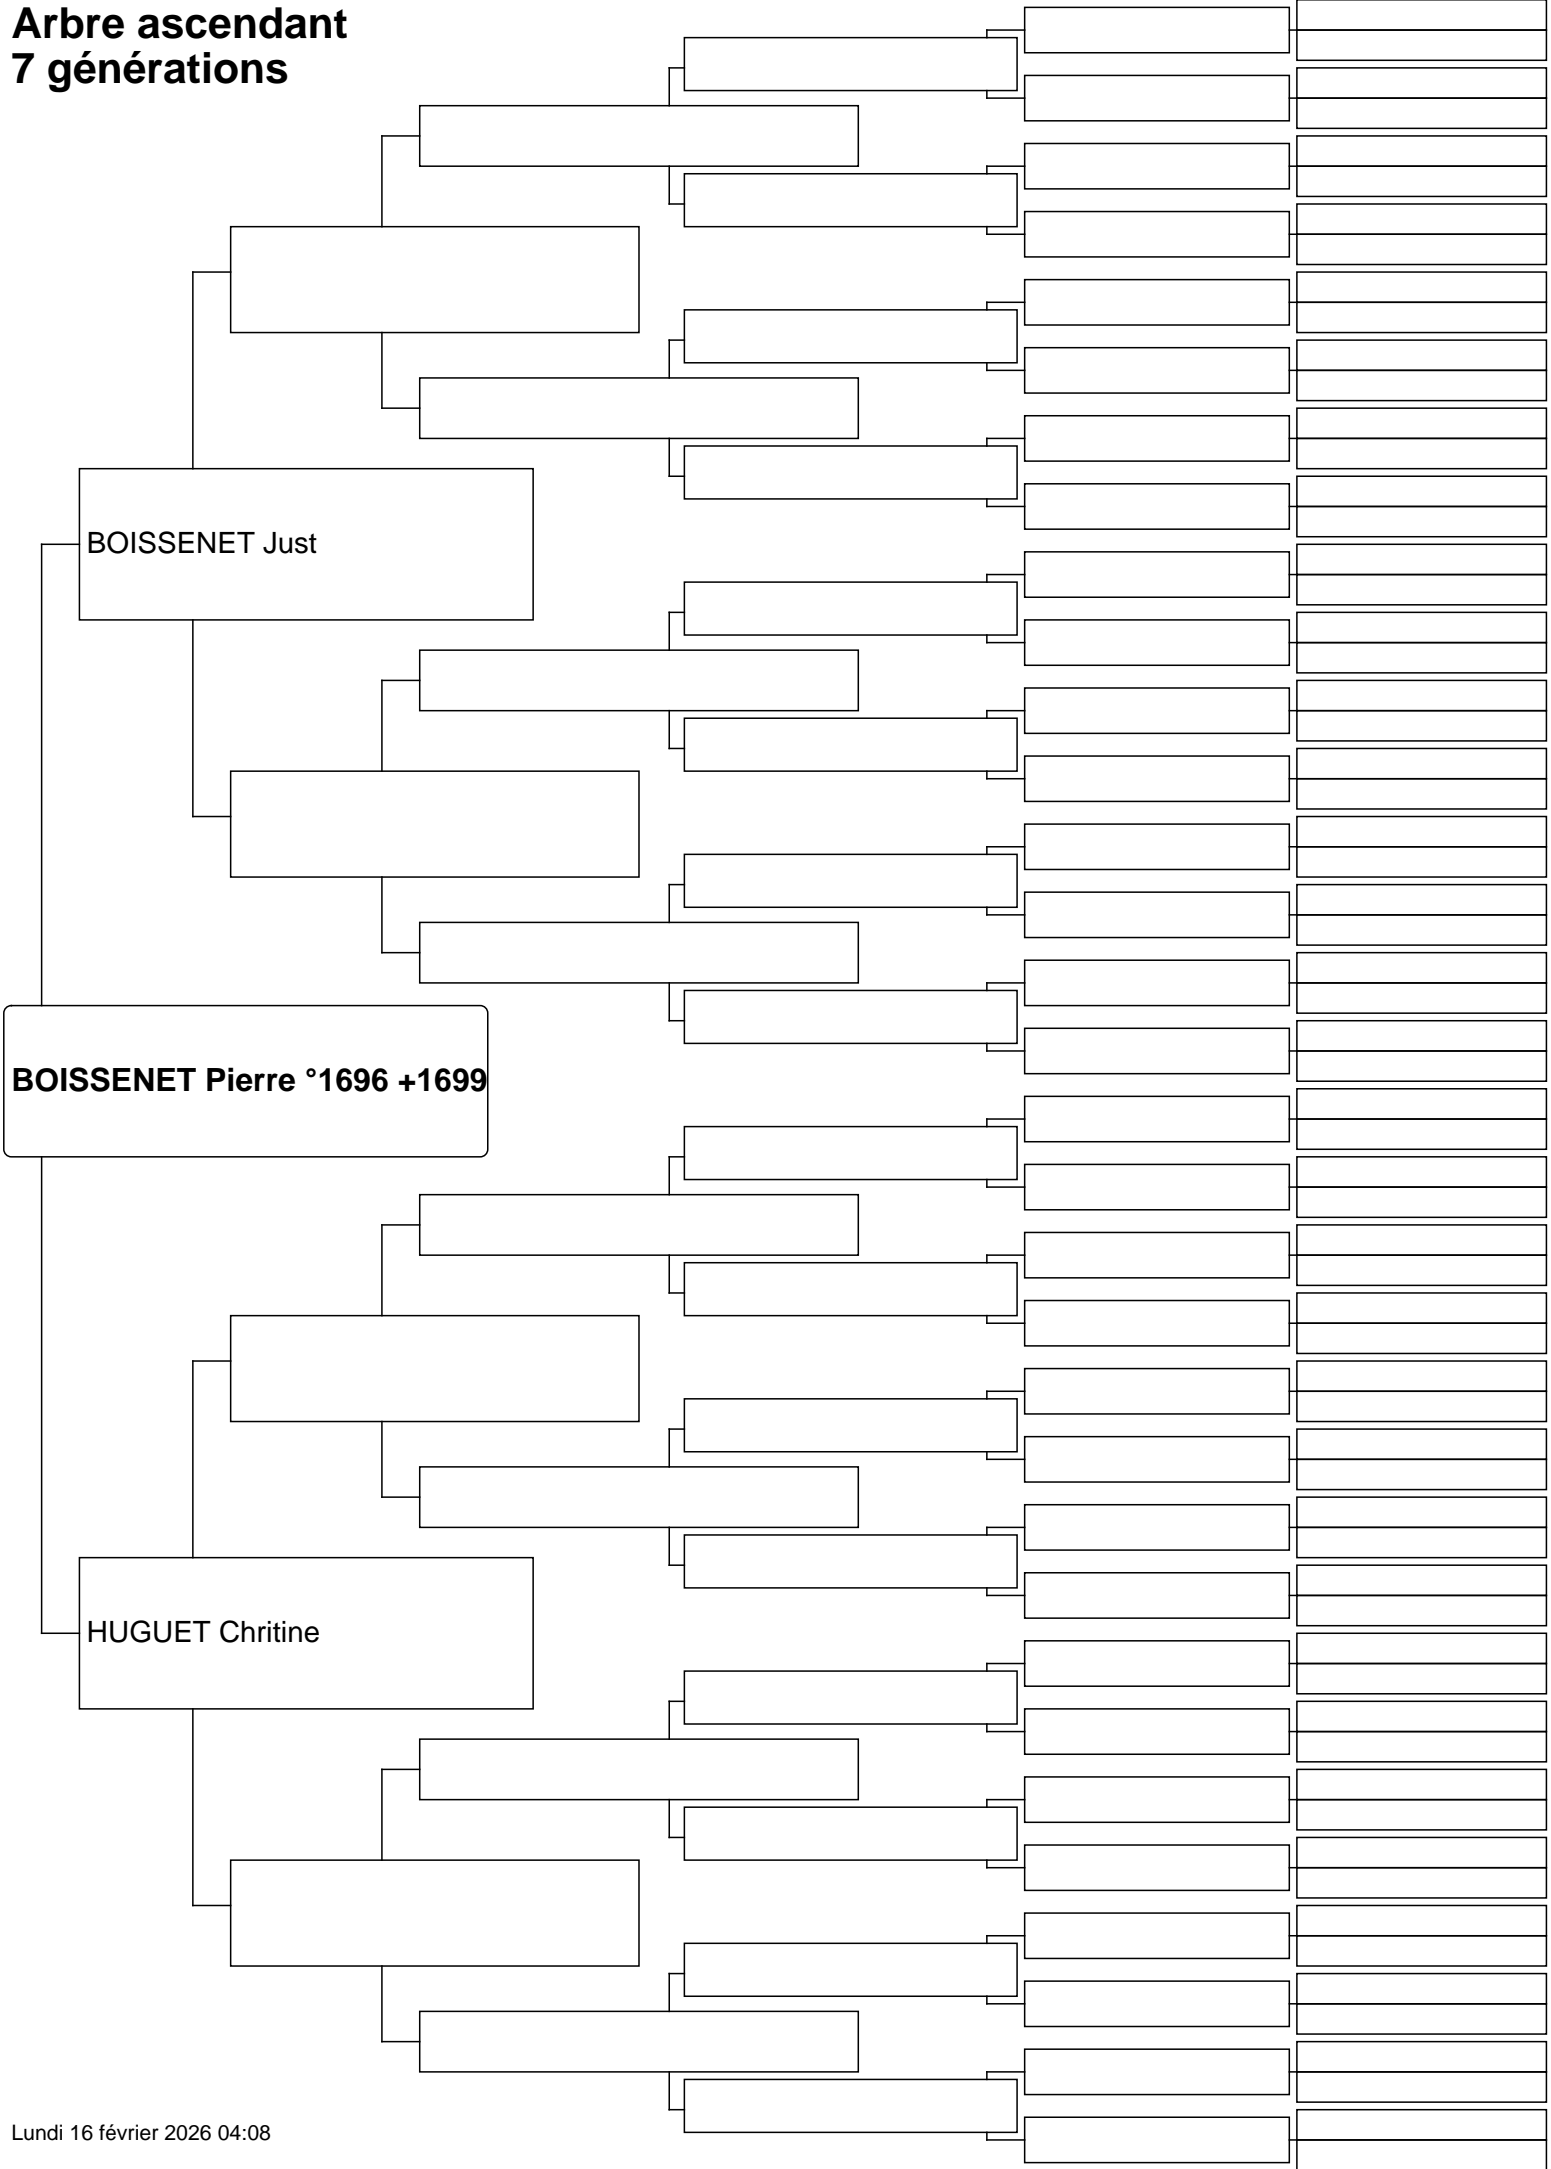 Arbre ascendant
7 générations
BOISSENET Just
BOISSENET Pierre °1696 +1699
HUGUET Chritine
Lundi 16 février 2026 04:08